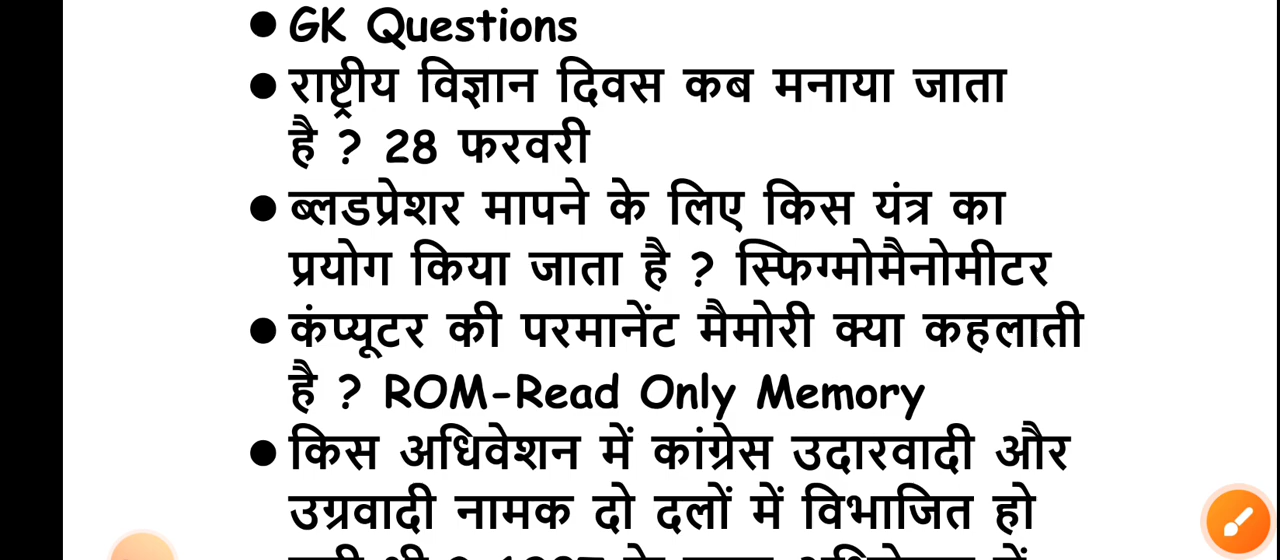 ● GK Questions
● राष्ट्रीय विज्ञान दिवस कब मनाया जाता
है ? 28 फरवरी
● ब्लडप्रेशर मापने के लिए किस यंत्र का
प्रयोग किया जाता है ? स्फिग्मोमैनोमीटर
● कंप्यूटर की परमानेंट मैमोरी क्या कहलाती
है ? ROM-Read Only Memory
● किस अधिवेशन में कांग्रेस उदारवादी और
उग्रवादी नामक दो दलों में विभाजित हो